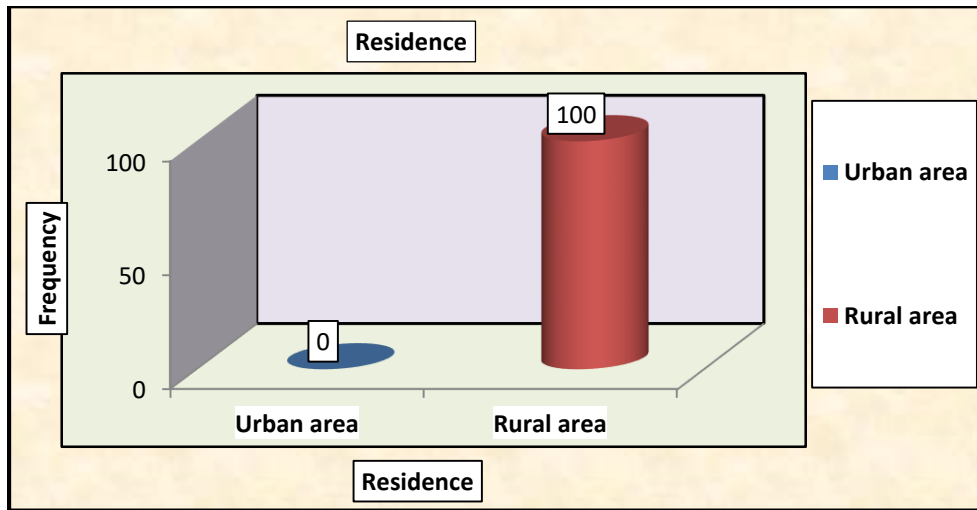 Residence
100
Urban area
100
Frequency
50
Rural area
0
0
Urban area
Rural area
Residence